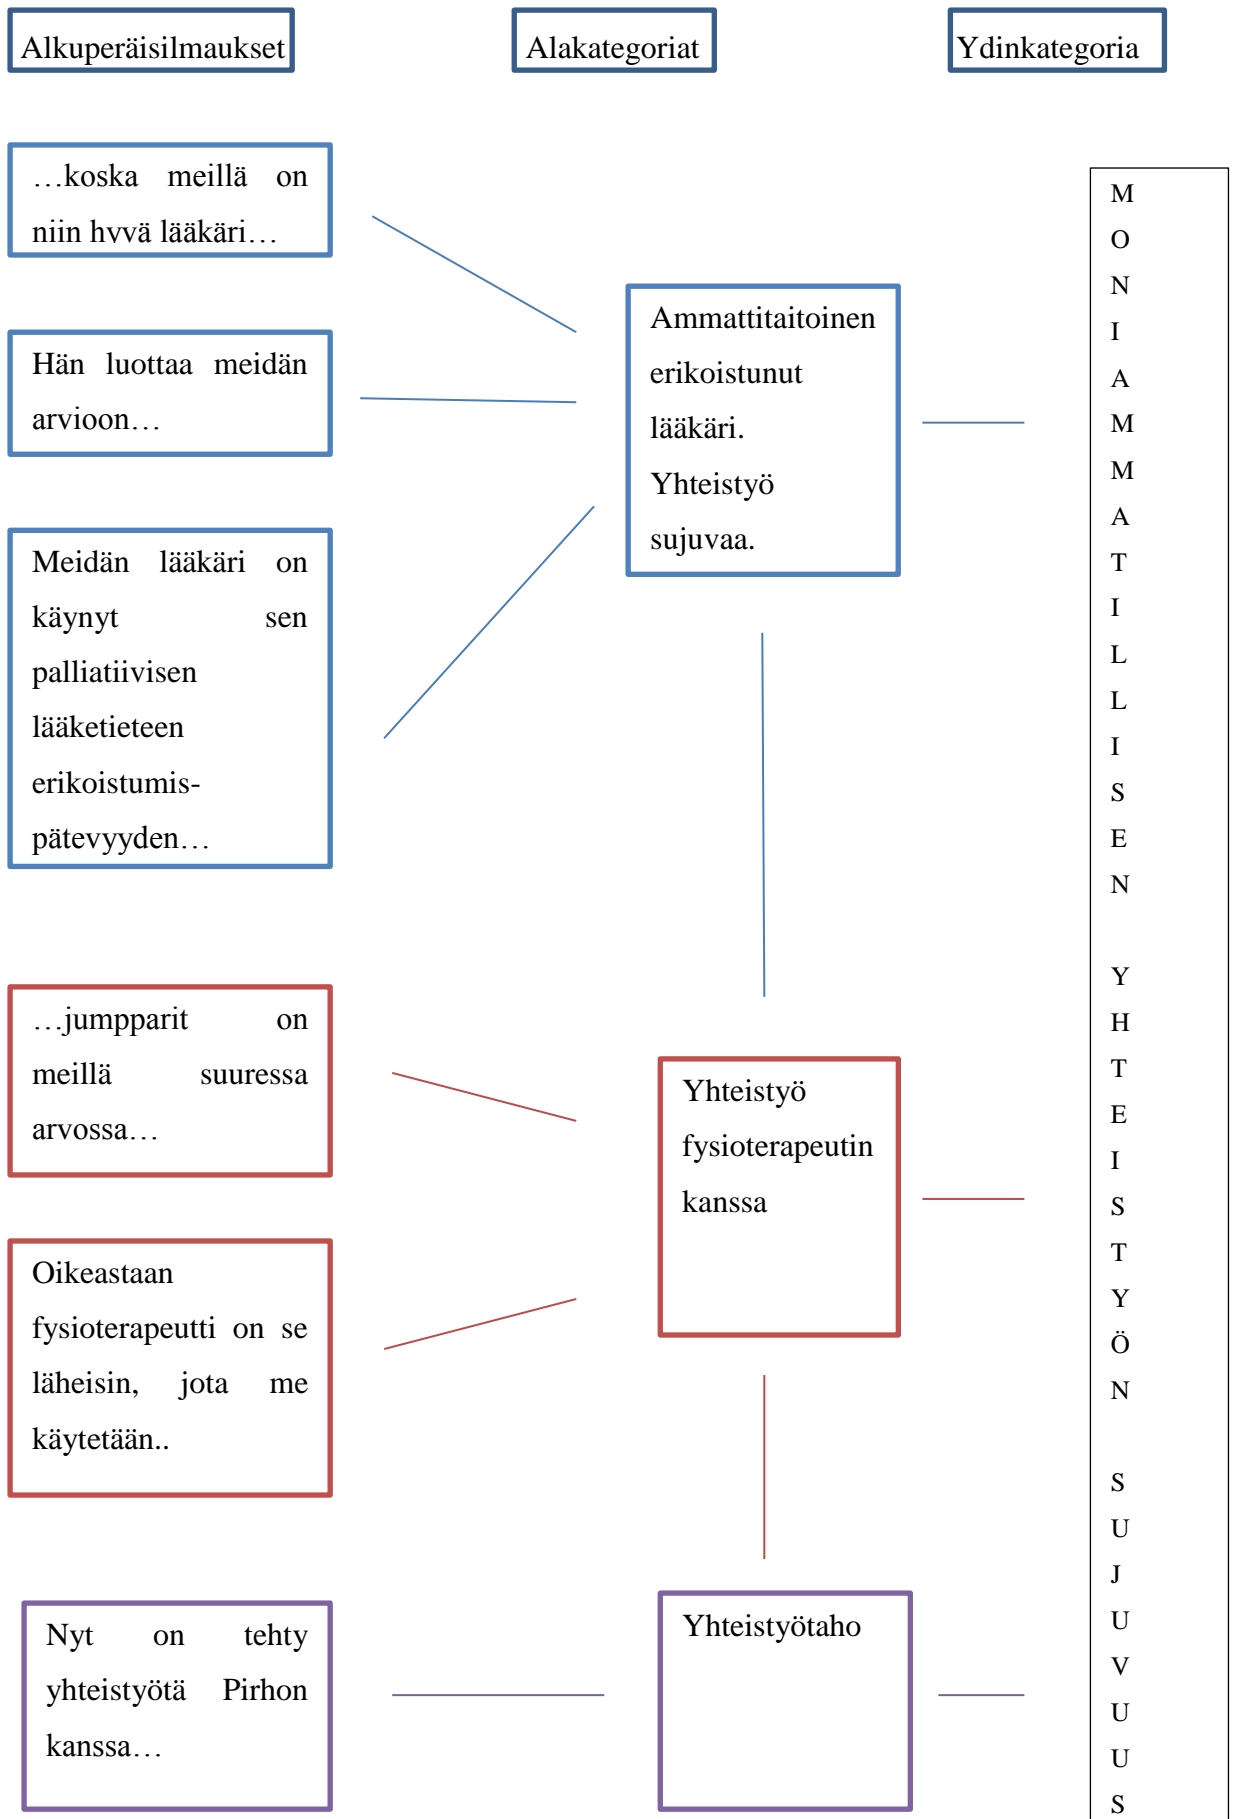 Alkuperäisilmaukset
Alakategoriat
Ydinkategoria
…koska meillä on
niin hyvä lääkäri…
Hän luottaa meidän
arvioon…
Meidän lääkäri on
käynyt sen
palliatiivisen
lääketieteen
erikoistumis-
pätevyyden…
…jumpparit on
meillä suuressa
arvossa…
Oikeastaan
fysioterapeutti on se
läheisin, jota me
käytetään..
Nyt on tehty
yhteistyötä Pirhon
kanssa…
Ammattitaitoinen
erikoistunut
lääkäri.
Yhteistyö
sujuvaa.
Yhteistyö
fysioterapeutin
kanssa
Yhteistyötaho
M
O
N
I
A
M
M
A
T
I
L
L
I
S
E
N
Y
H
T
E
I
S
T
Y
Ö
N
S
U
J
U
V
U
U
S